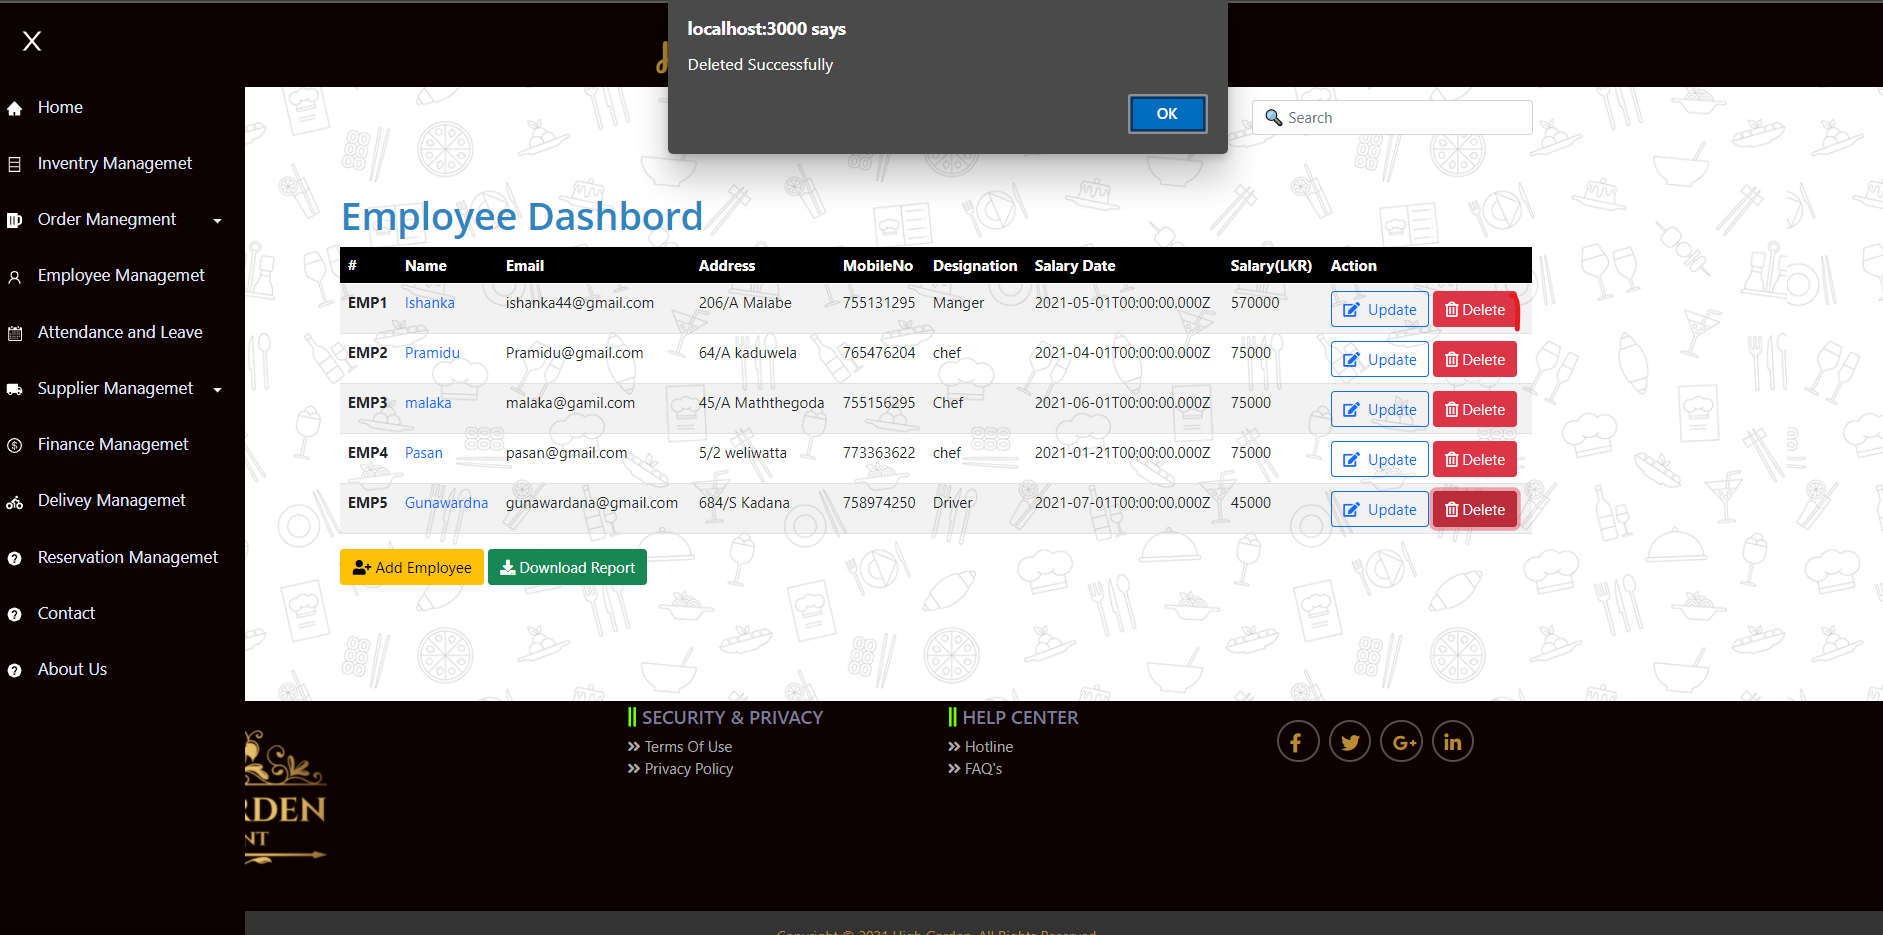 localhost:3000 says
Deleted Successfully
OK
X
Search
Home
Inventry Managemet
Order Manegment
Employee Managemet
Attendance and Leave
Supplier Managemet
Finance Managemet
Delivey Managemet
Reservation Managemet
Contact
About Us
Employee Dashbord
# Name Email Address MobileNo Designation Salary Date Salary(LKR) Action
EMP1 Ishanka ishanka44@gmail.com 206/A Malabe 755131295 Manger 2021-05-01T00:00:00.000Z 570000 Update Delete
EMP2 Pramidu Pramidu@gmail.com 64/A kaduwela 765476204 chef 2021-04-01T00:00:00.000Z 75000 Update Delete
EMP3 malaka malaka@gamil.com 45/A Maththegoda 755156295 Chef 2021-06-01T00:00:00.000Z 75000 Update Delete
EMP4 Pasan pasan@gmail.com 5/2 weliwatta 773363622 chef 2021-01-21T00:00:00.000Z 75000 Update Delete
EMP5 Gunawardna gunawardana@gmail.com 684/S Kadana 758974250 Driver 2021-07-01T00:00:00.000Z 45000 Update Delete
Add Employee Download Report
RDEN
NT
SECURITY & PRIVACY
Terms Of Use
Privacy Policy
HELP CENTER
Hotline
FAQ's
f G+ in
Copyright © 2021 High Garden. All Rights Reserved